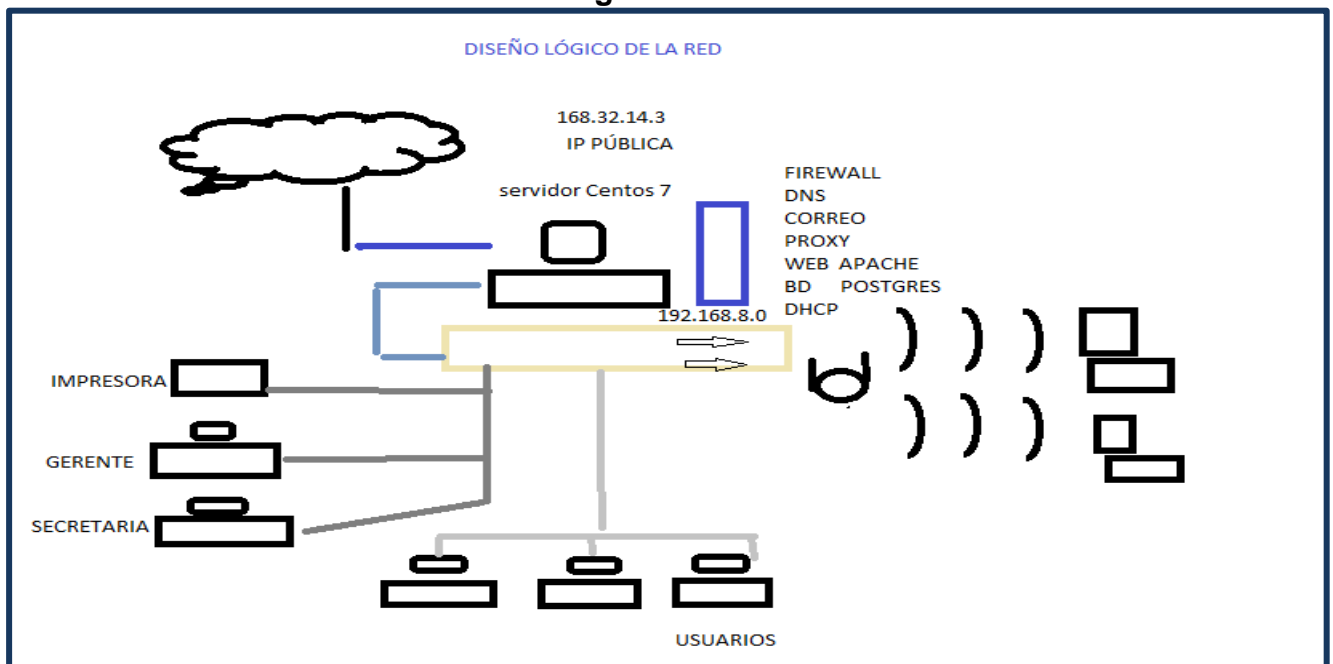 DISEÑO LÓGICO DE LA RED
168.32.14.3
IP PÚBLICA
servidor Centos 7
FIREWALL
DNS
CORREO
PROXY
WEB APACHE
BD POSTGRES
DHCP
192.168.8.0
IMPRESORA
GERENTE
SECRETARIA
USUARIOS